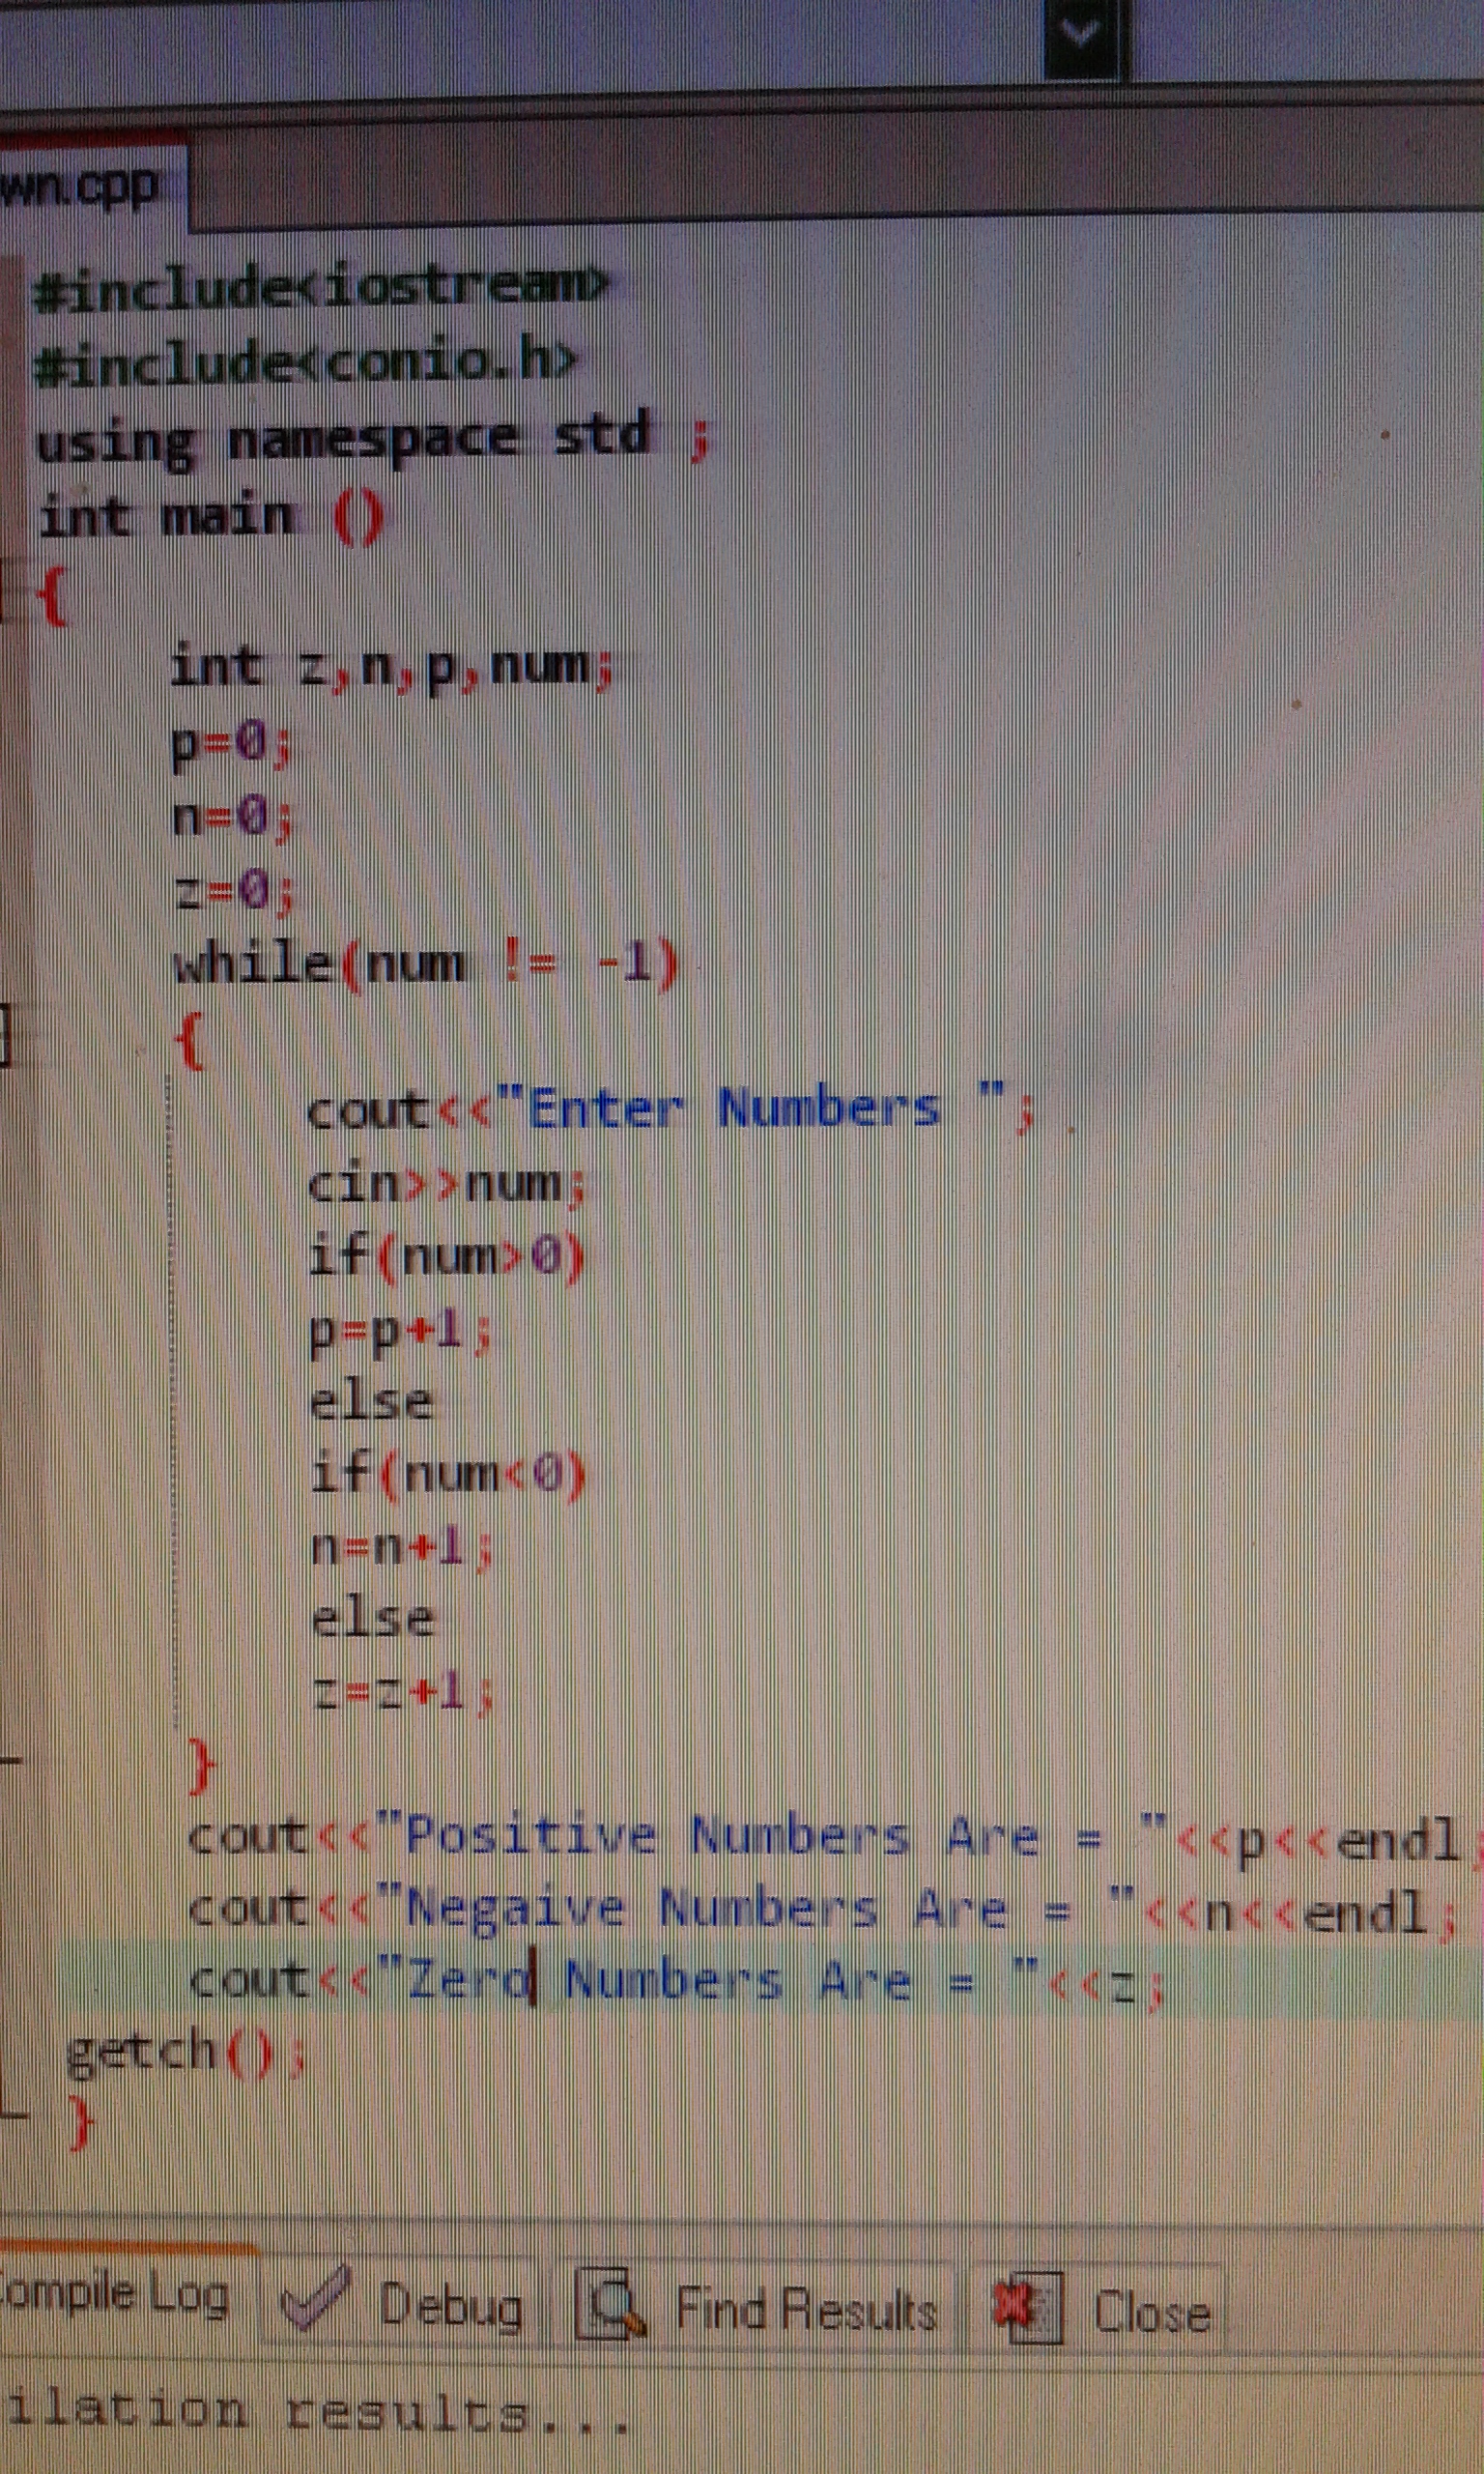 wn.cpp
#include<iostream>
#include<conio.h>
using namespace std ;
int main ()
{
int z,n,p,num;
p=0;
n=0;
z=0;
while(num != -1)
{
cout<<"Enter Numbers ";
cin>>num;
if(num>0)
p=p+1;
else
if(num<0)
n=n+1;
else
z=z+1;
}
cout<<"Positive Numbers Are = "<<p<<endl;
cout<<"Negaive Numbers Are = "<<n<<endl;
cout<<"Zero Numbers Are = "<<z;
getch();
}
ompile Log Debug Find Results Close
ilation results...